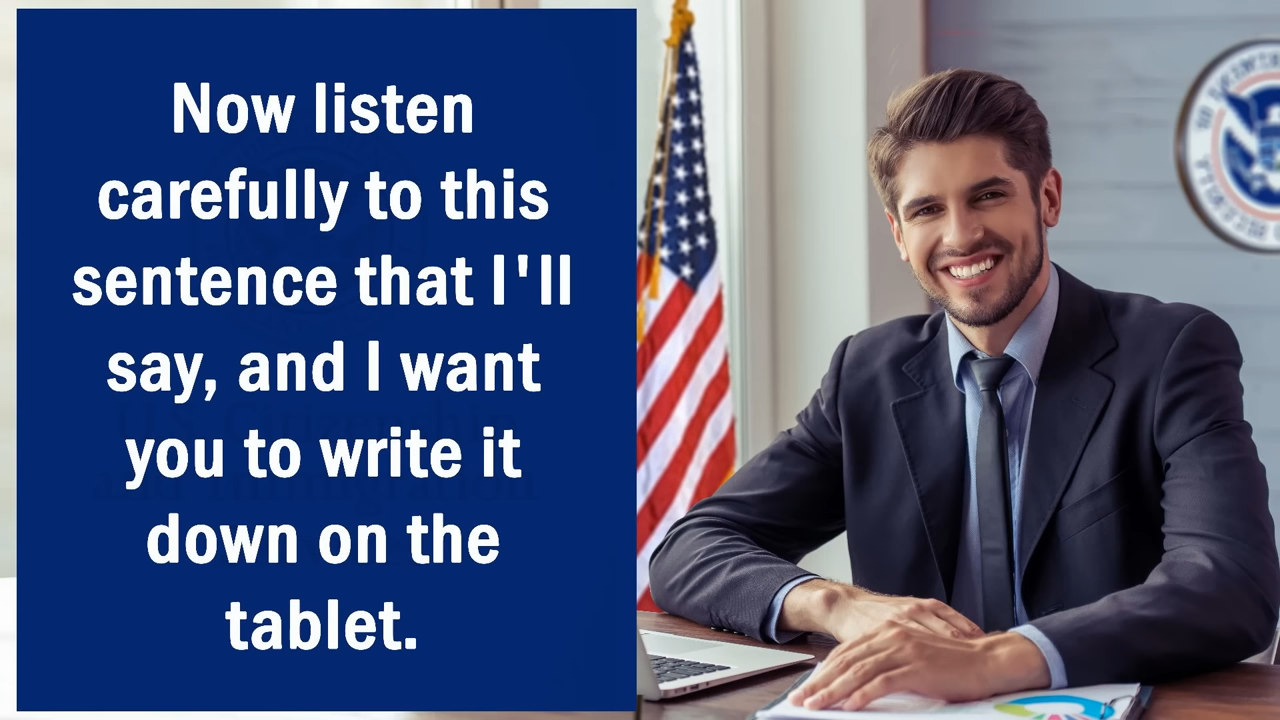 Now listen
carefully to this
sentence that I'll
say, and I want
you to write it
down on the
tablet.